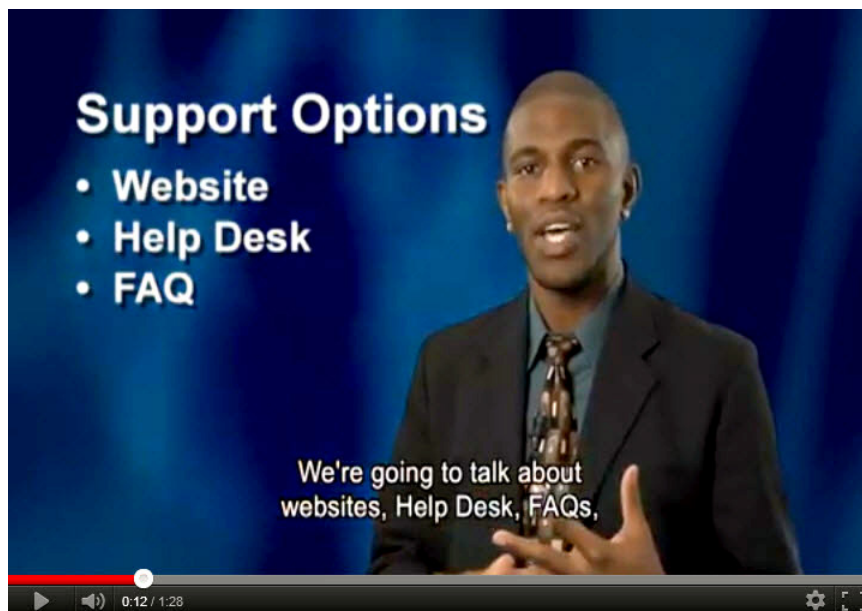 Support Options
• Website
• Help Desk
• FAQ
We're going to talk about
websites, Help Desk, FAQs,
0:12 / 1:28